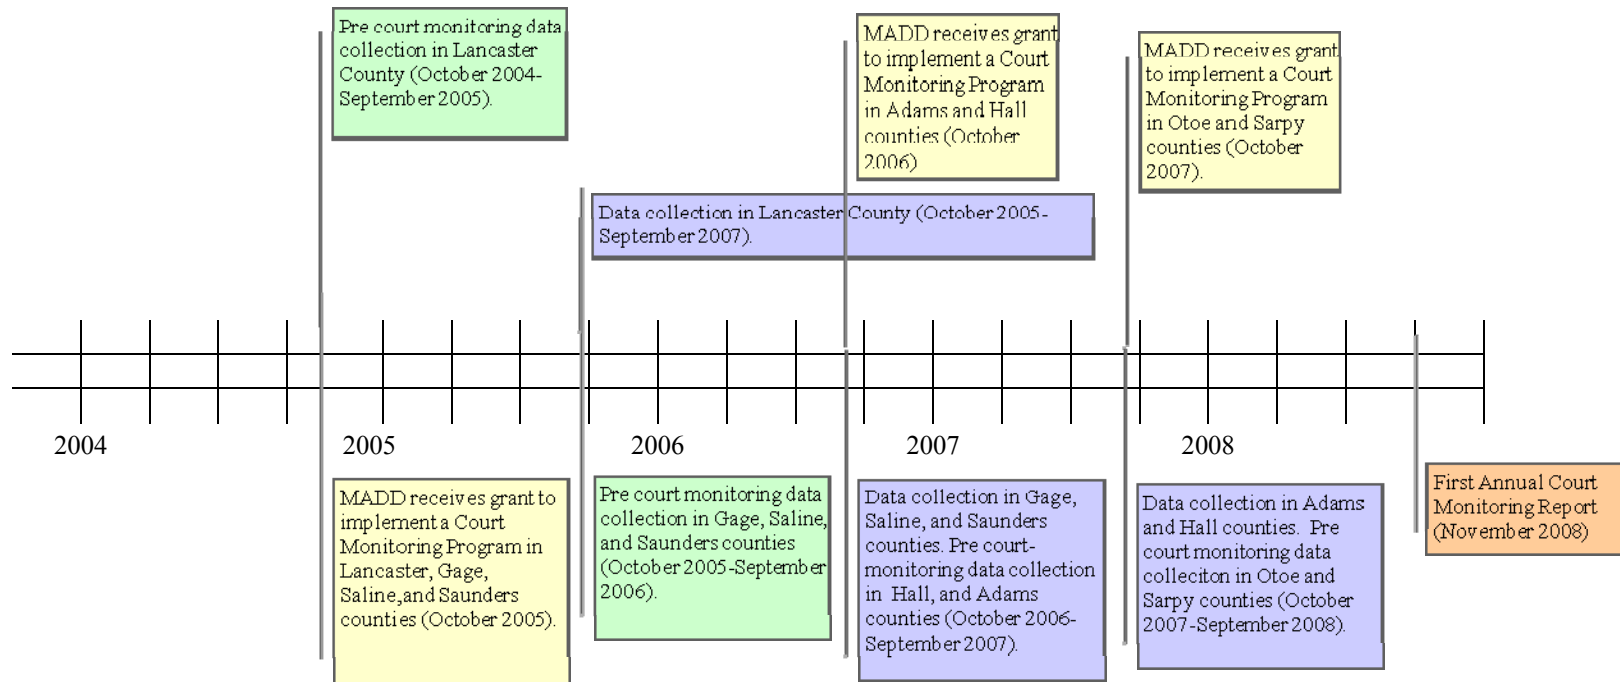 Pre court monitoring data
collection in Lancaster
County (October 2004-
September 2005).
MADD receives grant
to implement a Court
Monitoring Program
in Adams and Hall
counties (October
2006)
MADD receives grant
to implement a Court
Monitoring Program
in Otoe and Sarpy
counties (October
2007).
Data collection in Lancaster County (October 2005-
September 2007).
2004
2005
2006
2007
2008
MADD receives grant to
implement a Court
Monitoring Program in
Lancaster, Gage,
Saline,and Saunders
counties (October 2005).
Pre court monitoring data
collection in Gage, Saline,
and Saunders counties
(October 2005-September
2006).
Data collection in Gage,
Saline, and Saunders
counties. Pre court-
monitoring data collection
in Hall, and Adams
counties (October 2006-
September 2007).
Data collection in Adams
and Hall counties. Pre
court monitoring data
colleciton in Otoe and
Sarpy counties (October
2007-September 2008).
First Annual Court
Monitoring Report
(November 2008)